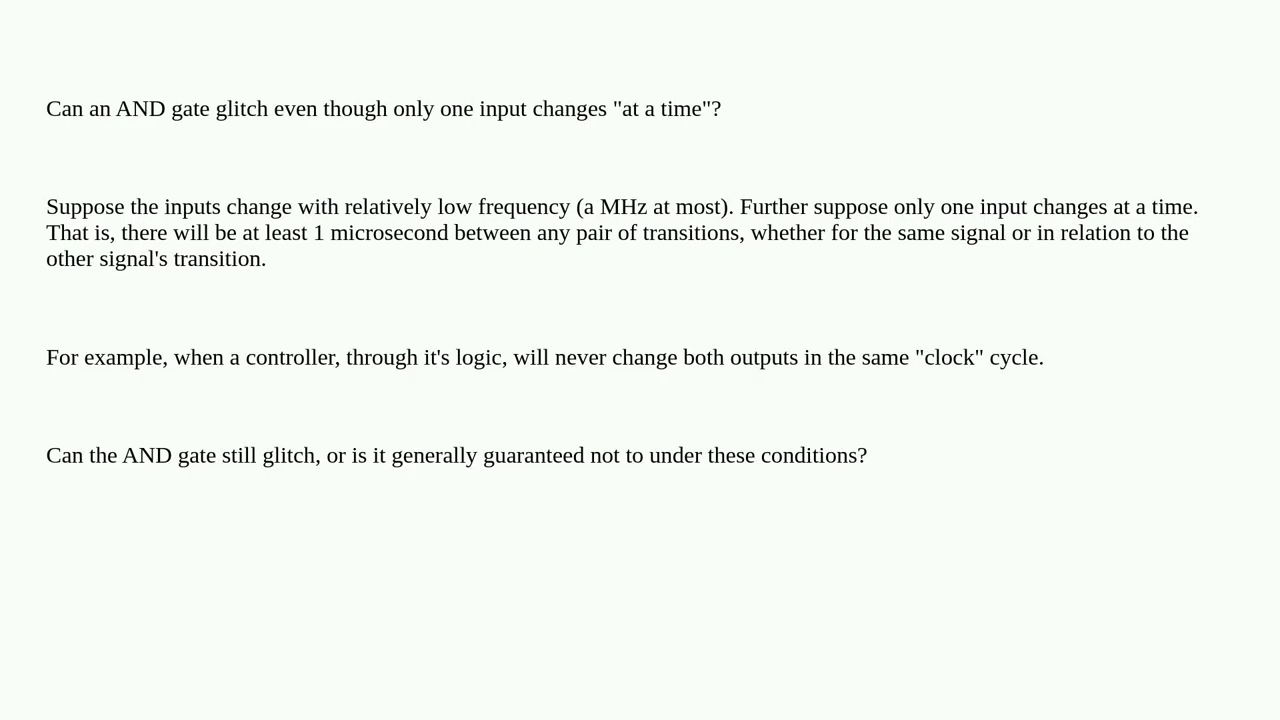 Can an AND gate glitch even though only one input changes "at a time"?
Suppose the inputs change with relatively low frequency (a MHz at most). Further suppose only one input changes at a time.
That is, there will be at least 1 microsecond between any pair of transitions, whether for the same signal or in relation to the
other signal's transition.
For example, when a controller, through it's logic, will never change both outputs in the same "clock" cycle.
Can the AND gate still glitch, or is it generally guaranteed not to under these conditions?